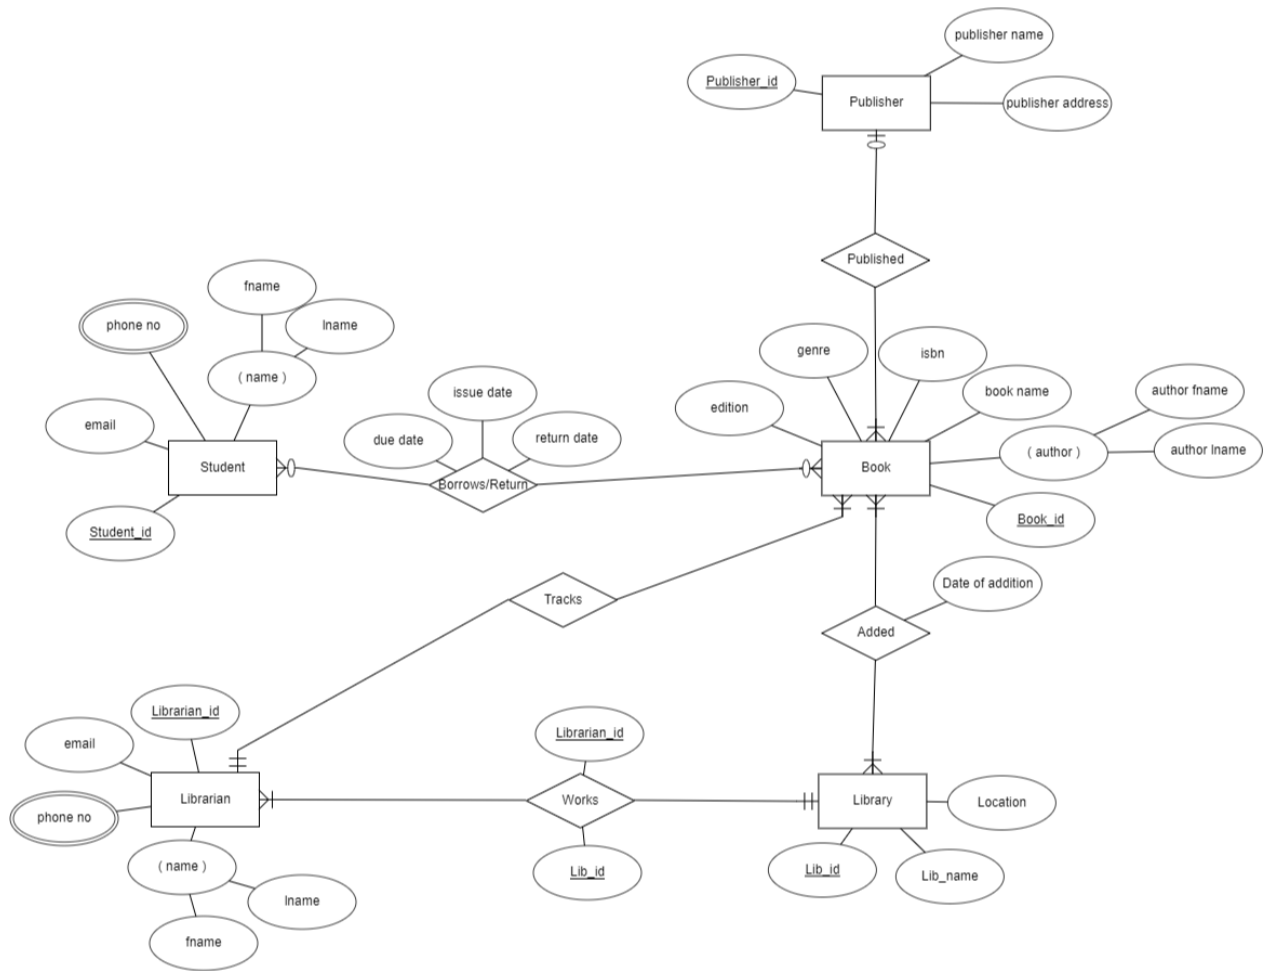 publisher name
Publisher_id
Publisher
publisher address
Published
fname
phone no
lname
( name )
genre
isbn
issue date
edition
book name
author fname
email
due date
return date
( author )
author lname
Student
Borrows/Return
Book
Student_id
Book_id
Tracks
Date of addition
Added
Librarian_id
email
Librarian_id
Librarian
Works
Library
Location
phone no
( name )
Lib_id
Lib_id
Lib_name
lname
fname